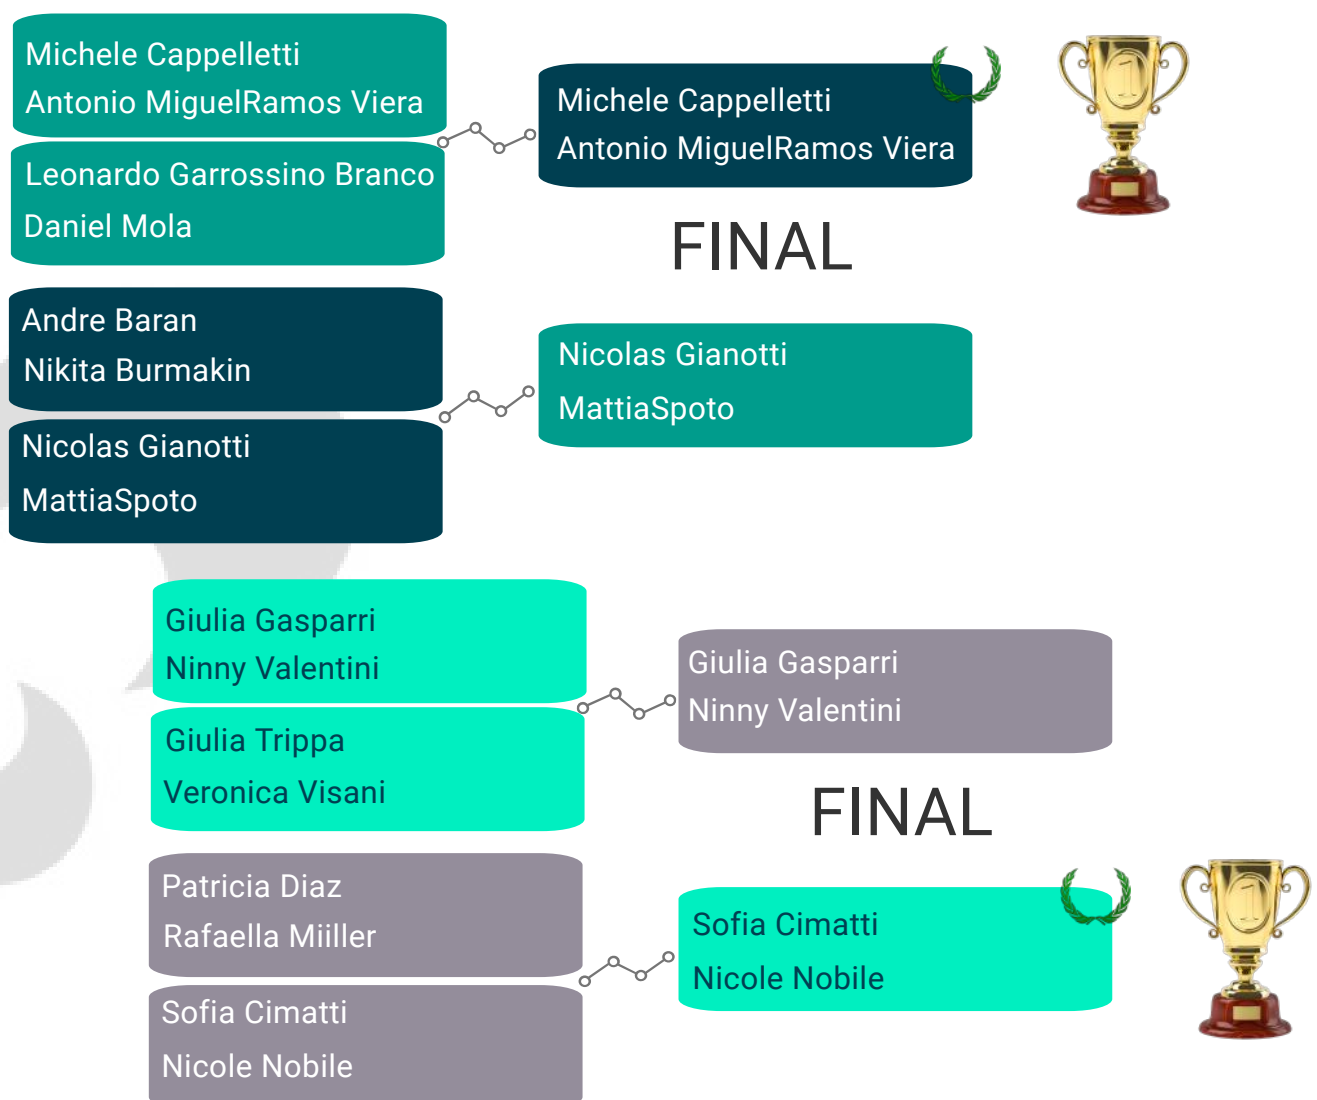 Michele Cappelletti
Antonio MiguelRamos Viera
Leonardo Garrossino Branco
Daniel Mola
Michele Cappelletti
Antonio MiguelRamos Viera
FINAL
Andre Baran
Nikita Burmakin
Nicolas Gianotti
MattiaSpoto
Nicolas Gianotti
MattiaSpoto
1
Giulia Gasparri
Ninny Valentini
Giulia Trippa
Veronica Visani
Giulia Gasparri
Ninny Valentini
FINAL
Patricia Diaz
Rafaella Miiller
Sofia Cimatti
Nicole Nobile
Sofia Cimatti
Nicole Nobile
1